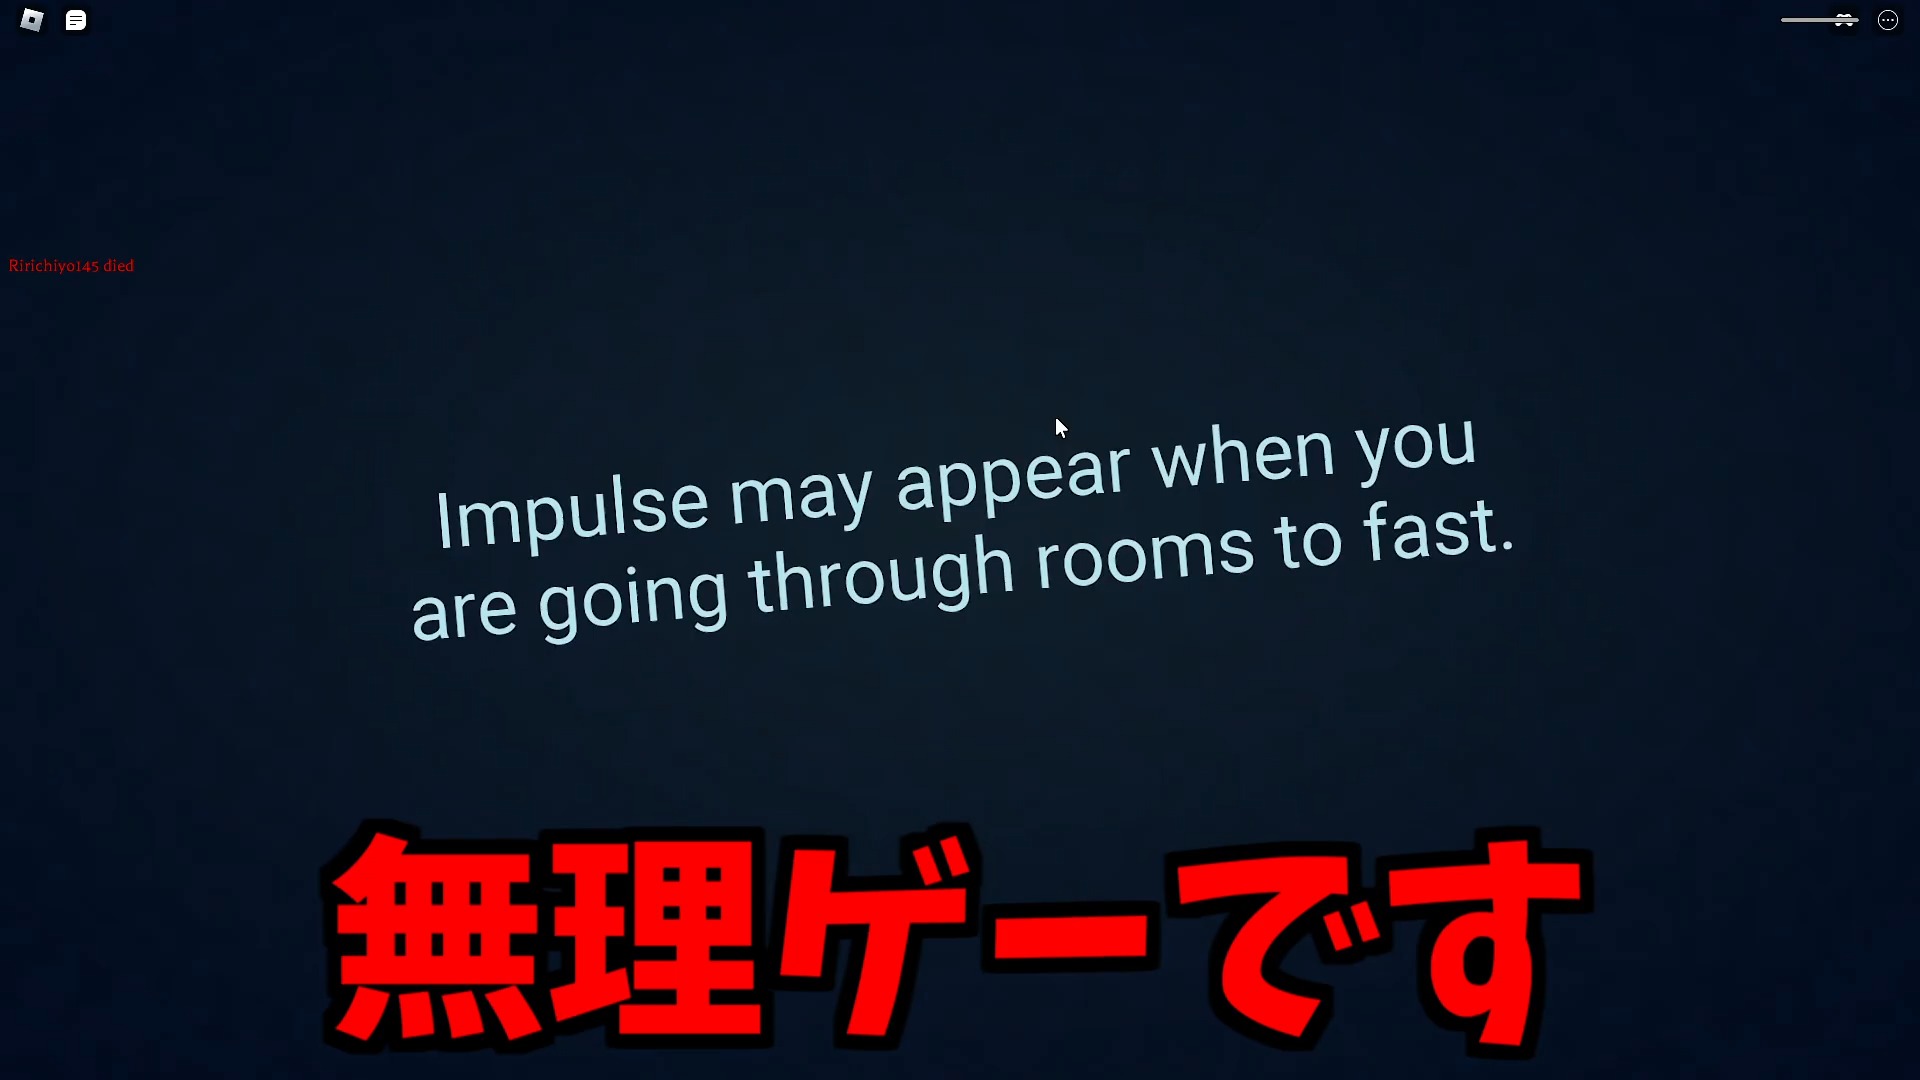 Ririchiyo145 died
Impulse may appear when you
are going through rooms to fast.
無理ゲーです